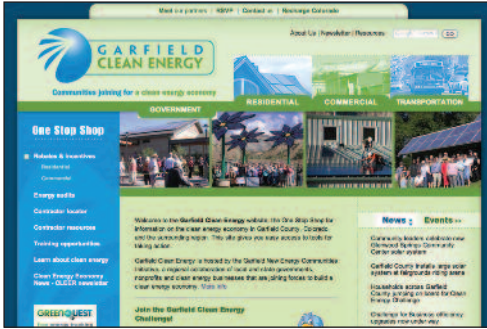 Meet our partners | RSVP | Contact us | Recharge Colorado
About Us | Newsletter | Resources
GO
GARFIELD
CLEAN ENERGY
Communities joining for a clean energy economy
GOVERNMENT
RESIDENTIAL
COMMERCIAL
TRANSPORTATION
One Stop Shop
Rebates & Incentives
Residential
Commercial
Energy audits
Contractor locator
Contractor resources
Training opportunities
Learn about clean energy
Clean Energy Economy
News - CLEER newsletter
GREENQUEST
Welcome to the Garfield Clean Energy website, the One Stop Shop for
information on the clean energy economy in Garfield County, Colorado,
and the surrounding region. This site gives you easy access to tools for
taking action.
Garfield Clean Energy is hosted by the Garfield New Energy Communities
Initiative, a regional collaboration of local and state governments,
nonprofits and clean energy businesses that are joining forces to build a
clean energy economy. More info
Join the Garfield Clean Energy
Challenge!
News
Events
Community leaders celebrate new
Glenwood Springs Community
Center solar system
Garfield County installs large solar
system at fairgrounds riding arena
Households across Garfield
County jumping on board for Clean
Energy Challenge
Challenge for Business efficiency
upgrades now under way